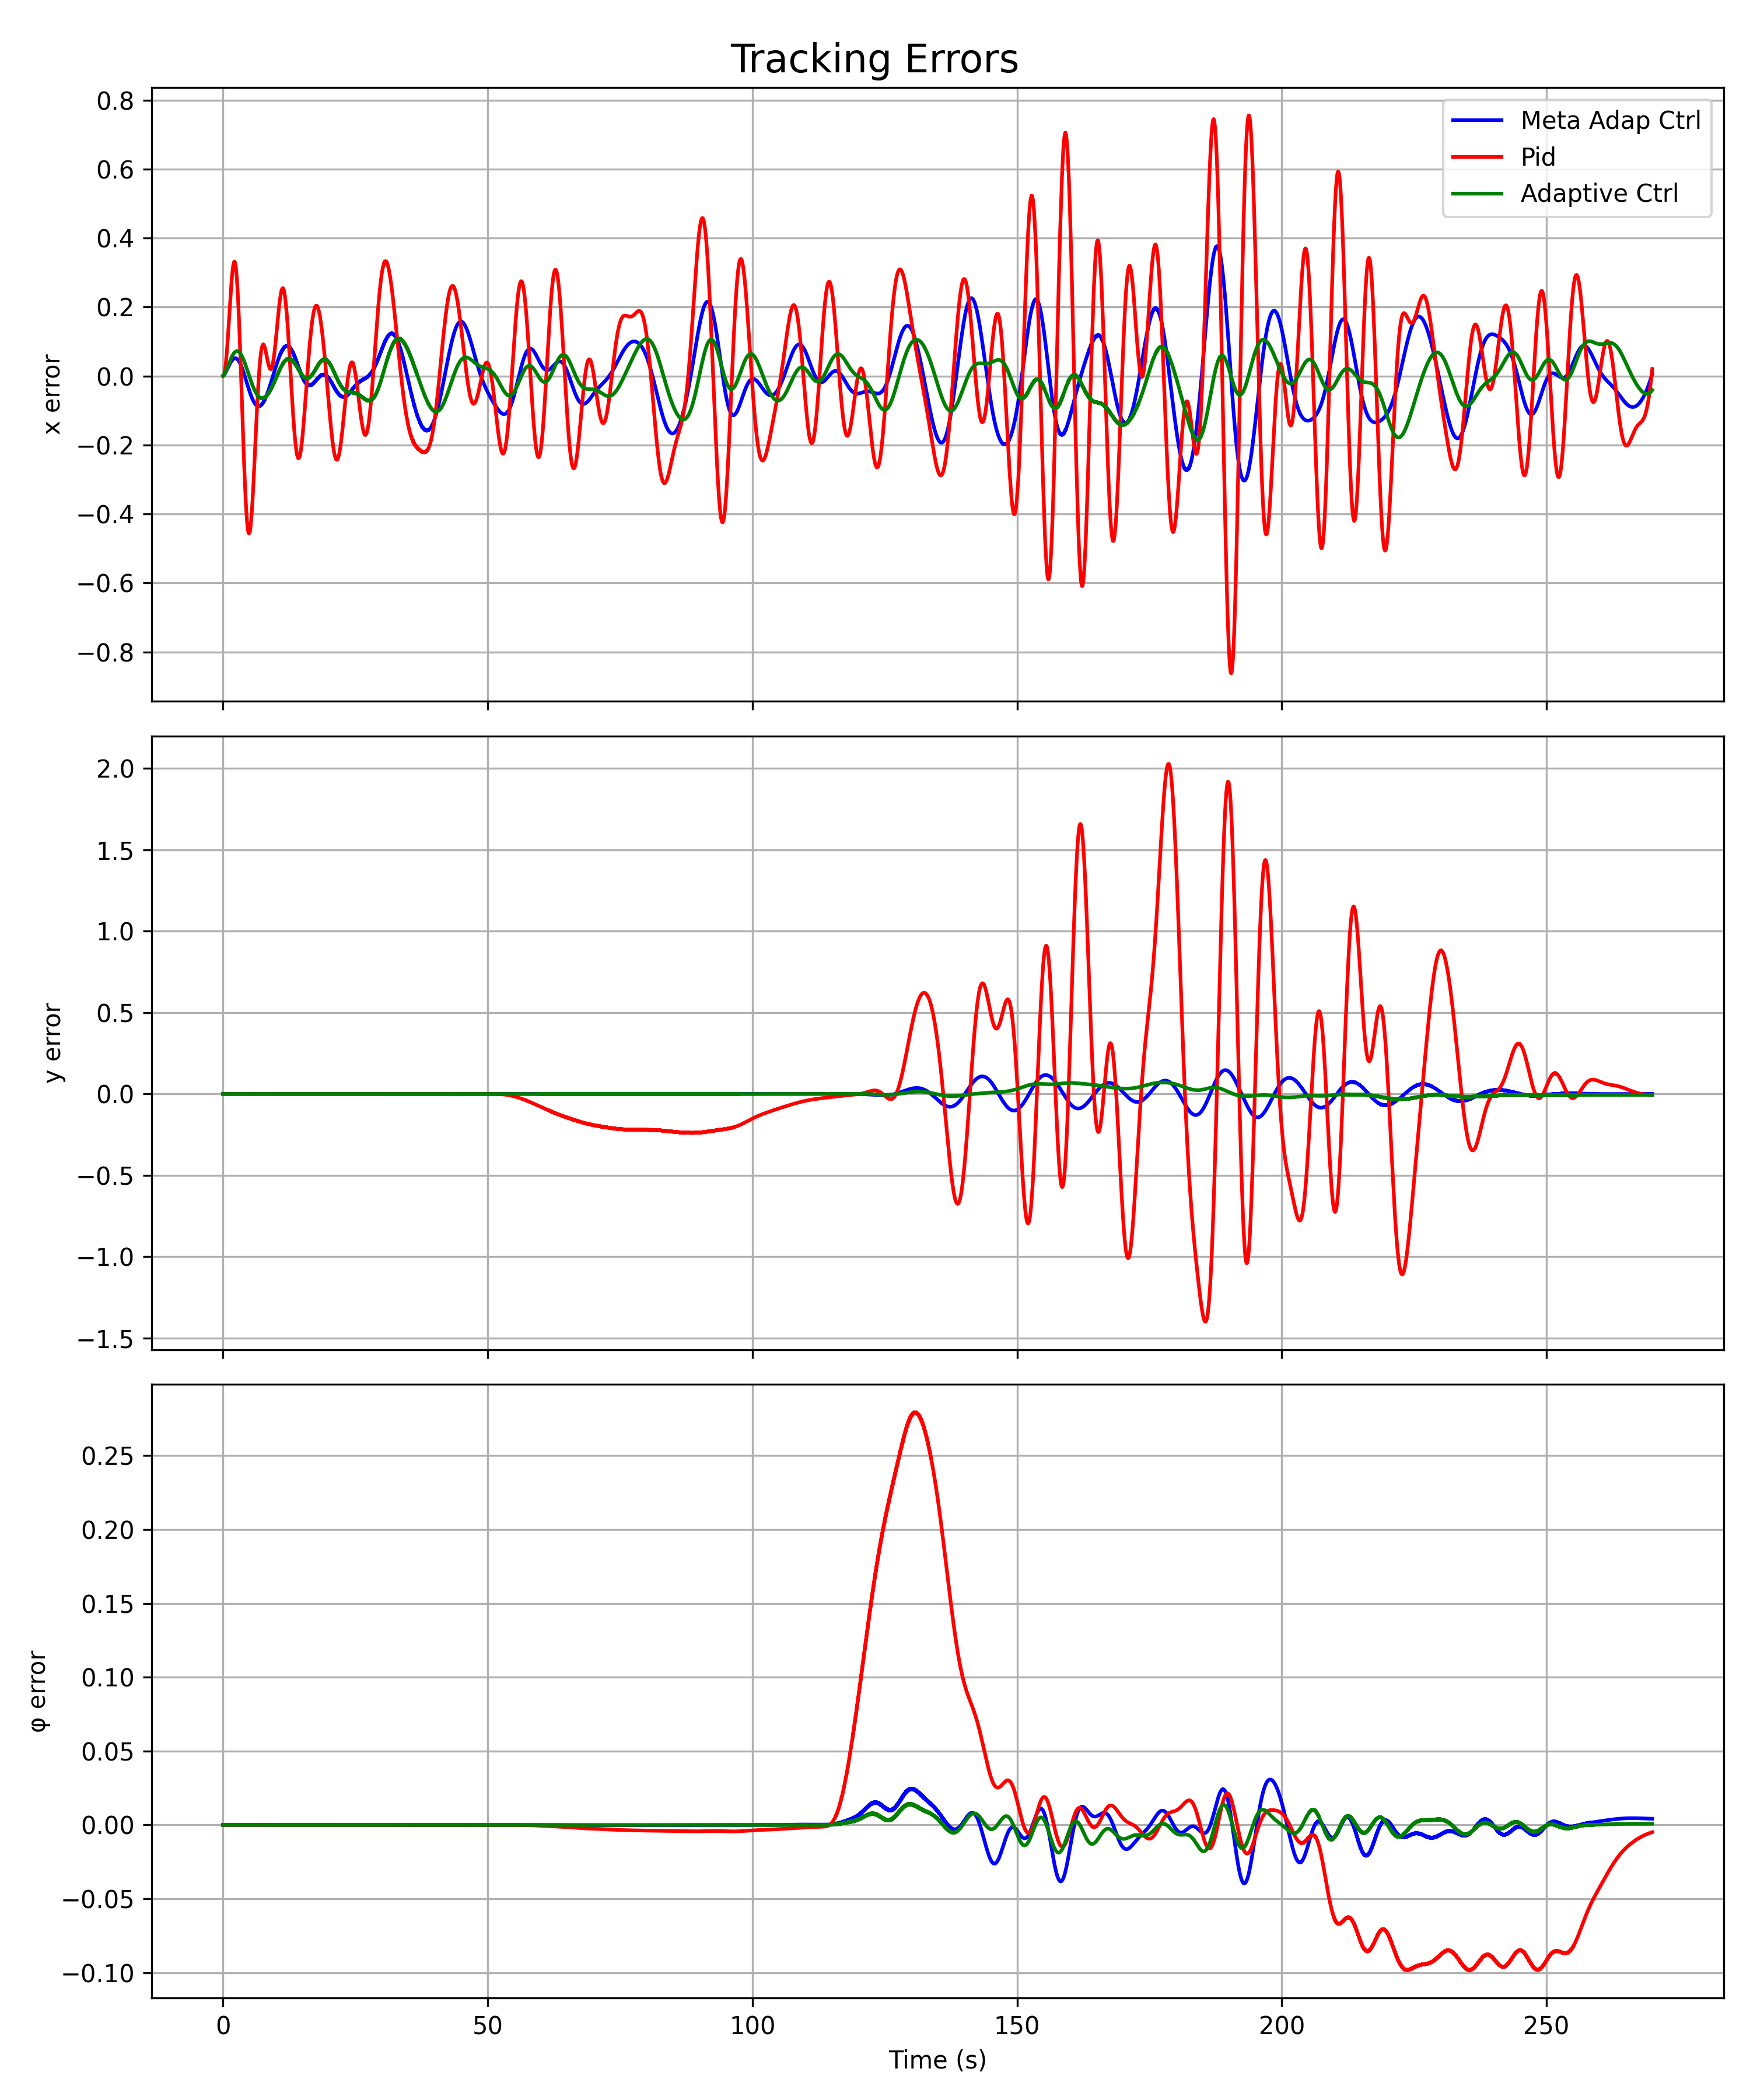 Tracking Errors
0.8
0.6
0.4
0.2
0.0
−0.2
−0.4
−0.6
−0.8
x error
Meta Adap Ctrl
Pid
Adaptive Ctrl
2.0
1.5
1.0
0.5
0.0
−0.5
−1.0
−1.5
y error
0.25
0.20
0.15
0.10
0.05
0.00
−0.05
−0.10
φ error
0 50 100 150 200 250
Time (s)